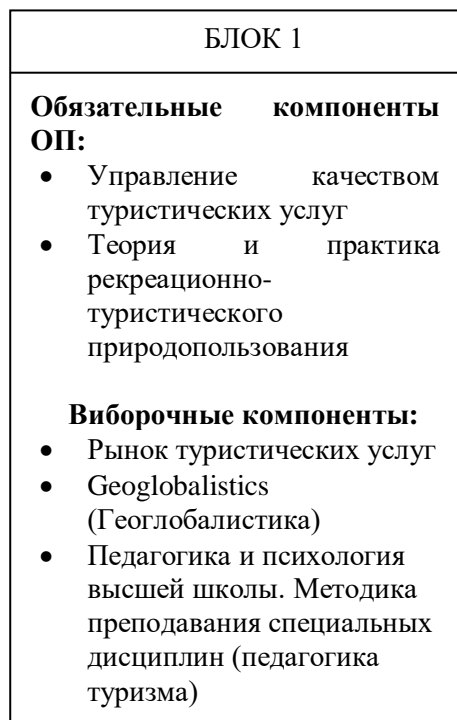 БЛОК 1
Обязательные компоненты
ОП:
• Управление качеством
туристических услуг
• Теория и практика
рекреационно-
туристического
природопользования
Виборочные компоненты:
• Рынок туристических услуг
• Geoglobalistics
(Геоглобалистика)
• Педагогика и психология
высшей школы. Методика
преподавания специальных
дисциплин (педагогика
туризма)